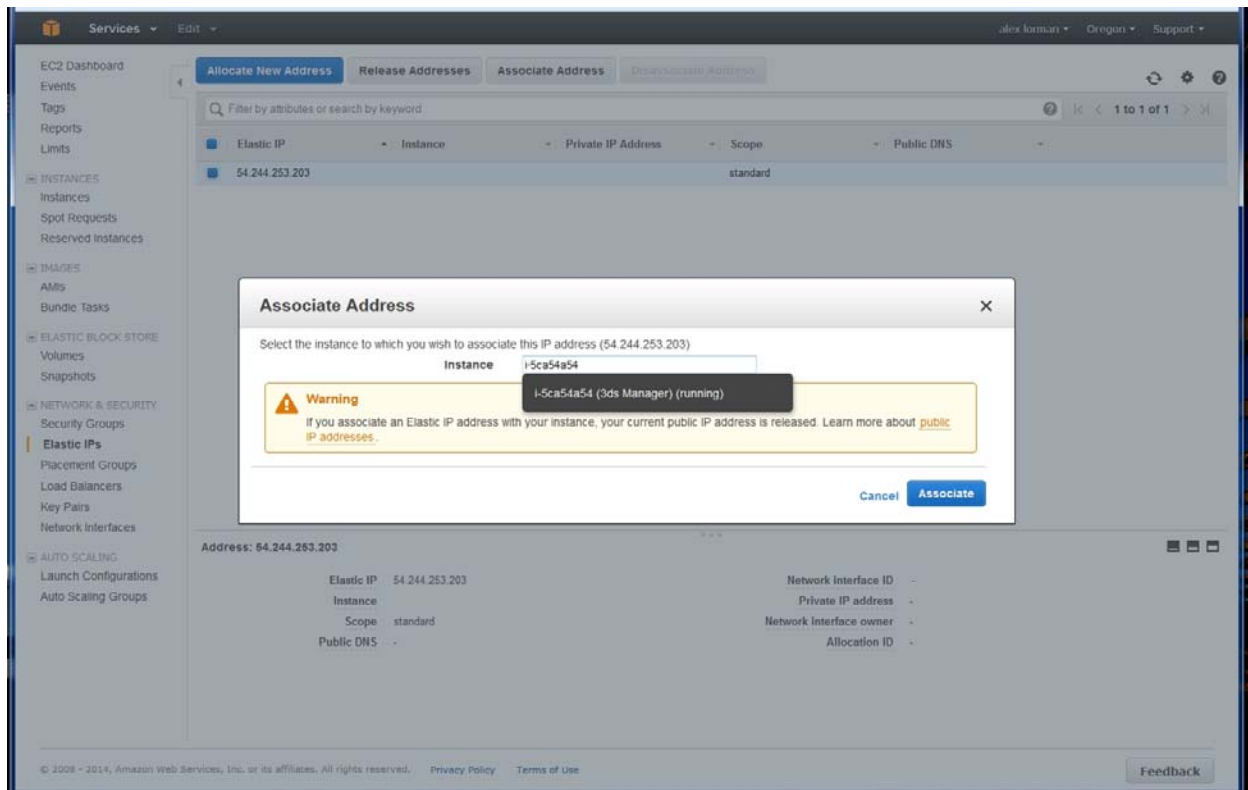 Services Edit alex lorman Oregon Support
EC2 Dashboard
Events
Tags
Reports
Limits
INSTANCES
Instances
Spot Requests
Reserved Instances
IMAGES
AMIs
Bundle Tasks
ELASTIC BLOCK STORE
Volumes
Snapshots
NETWORK & SECURITY
Security Groups
Elastic IPs
Placement Groups
Load Balancers
Key Pairs
Network Interfaces
AUTO SCALING
Launch Configurations
Auto Scaling Groups
Allocate New Address Release Addresses Associate Address Disassociate Address
Filter by attributes or search by keyword 1 to 1 of 1
Elastic IP Instance Private IP Address Scope Public DNS
54.244.253.203 standard
Associate Address
Select the instance to which you wish to associate this IP address (54.244.253.203)
Instance i-5ca54a54
i-5ca54a54 (3ds Manager) (running)
Warning
If you associate an Elastic IP address with your instance, your current public IP address is released. Learn more about public
IP addresses.
Cancel Associate
Address: 54.244.253.203
Elastic IP 54.244.253.203 Network Interface ID -
Instance Private IP address -
Scope standard Network Interface owner -
Public DNS - Allocation ID -
© 2008 - 2014, Amazon Web Services, Inc. or its affiliates. All rights reserved. Privacy Policy Terms of Use Feedback